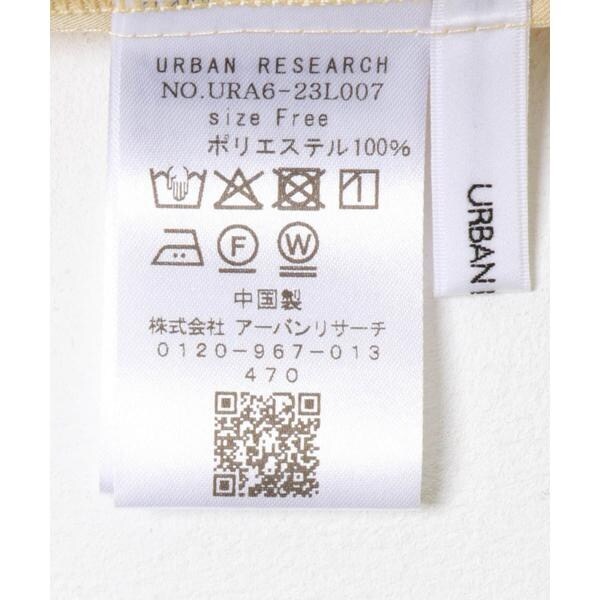 URBAN RESEARCH
NO.URA6-23L007
size Free
ポリエステル100%
F W
中国製
株式会社 アーバンリサーチ
0120-967-013
470
URBAN